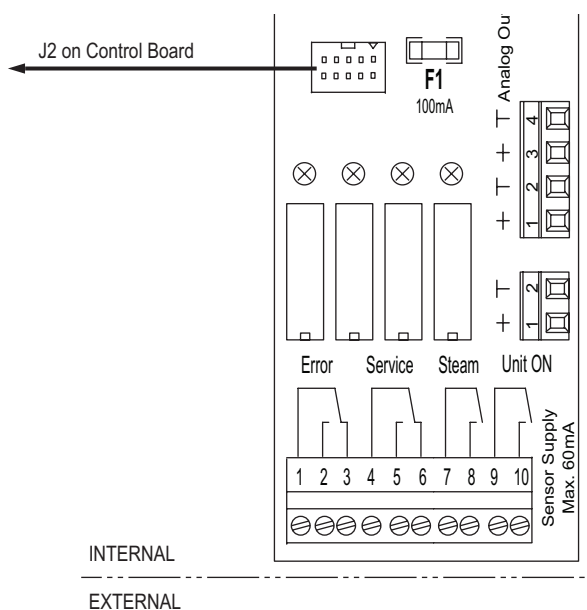 J2 on Control Board
F1
100mA
Analog Ou
4
3
+
2
1
+
2
1
+
Error Service Steam Unit ON
1 2 3 4 5 6 7 8 9 10
Sensor Supply
Max. 60mA
INTERNAL
EXTERNAL